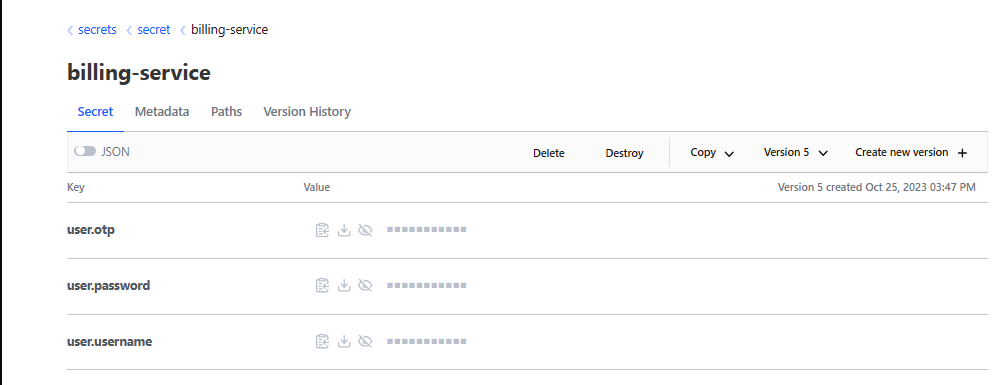 secrets secret billing-service
billing-service
Secret Metadata Paths Version History
JSON Delete Destroy Copy Version 5 Create new version +
Key Value Version 5 created Oct 25, 2023 03:47 PM
user.otp
user.password
user.username